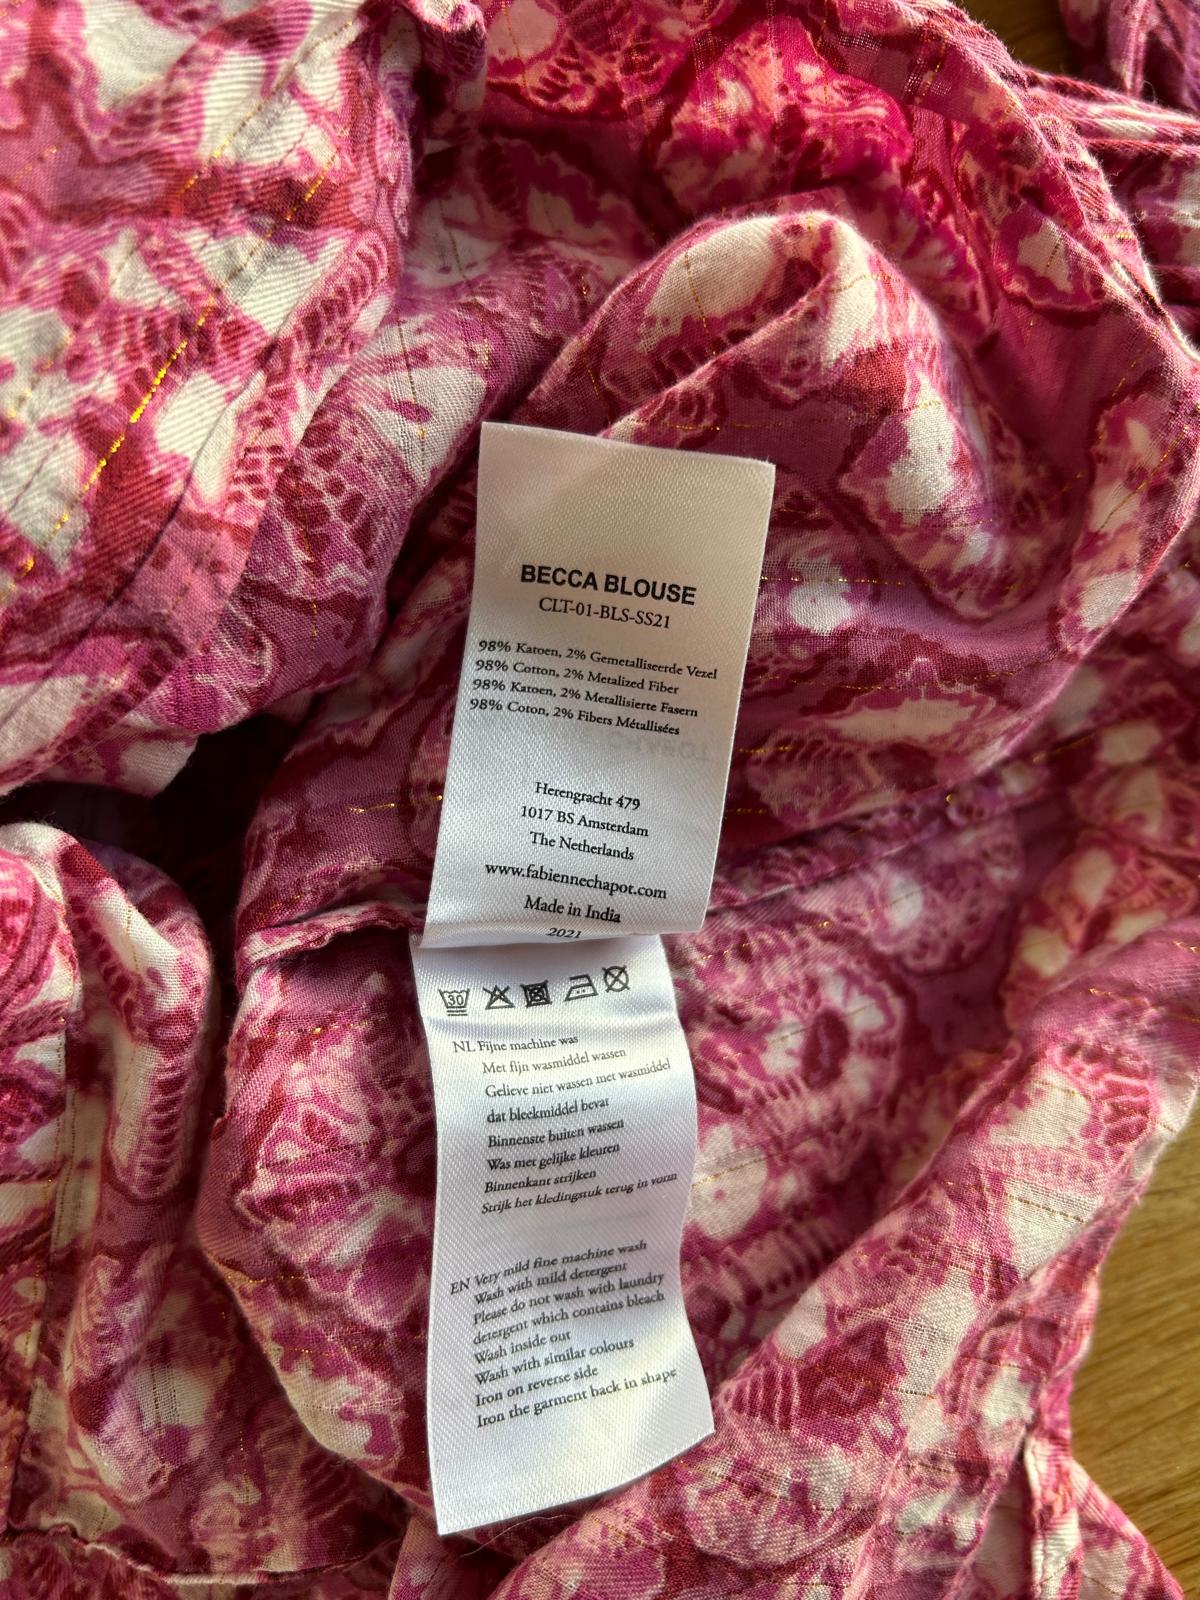 BECCA BLOUSE
CLT-01-BLS-SS21
98% Katoen, 2% Gemetalliseerde Vezel
98% Cotton, 2% Metalized Fiber
98% Katoen, 2% Metallisierte Fasern
98% Coton, 2% Fibers Métallisées
Herengracht 479
1017 BS Amsterdam
The Netherlands
www.fabiennechapot.com
Made in India
2021
30
NL Fijne machine was
Met fijn wasmiddel wassen
Gelieve niet wassen met wasmiddel
dat bleekmiddel bevat
Binnenste buiten wassen
Was met gelijke kleuren
Binnenkant strijken
Strijk het kledingstuk terug in vorm
EN Very mild fine machine wash
Wash with mild detergent
Please do not wash with laundry
detergent which contains bleach
Wash inside out
Wash with similar colours
Iron on reverse side
Iron the garment back in shape